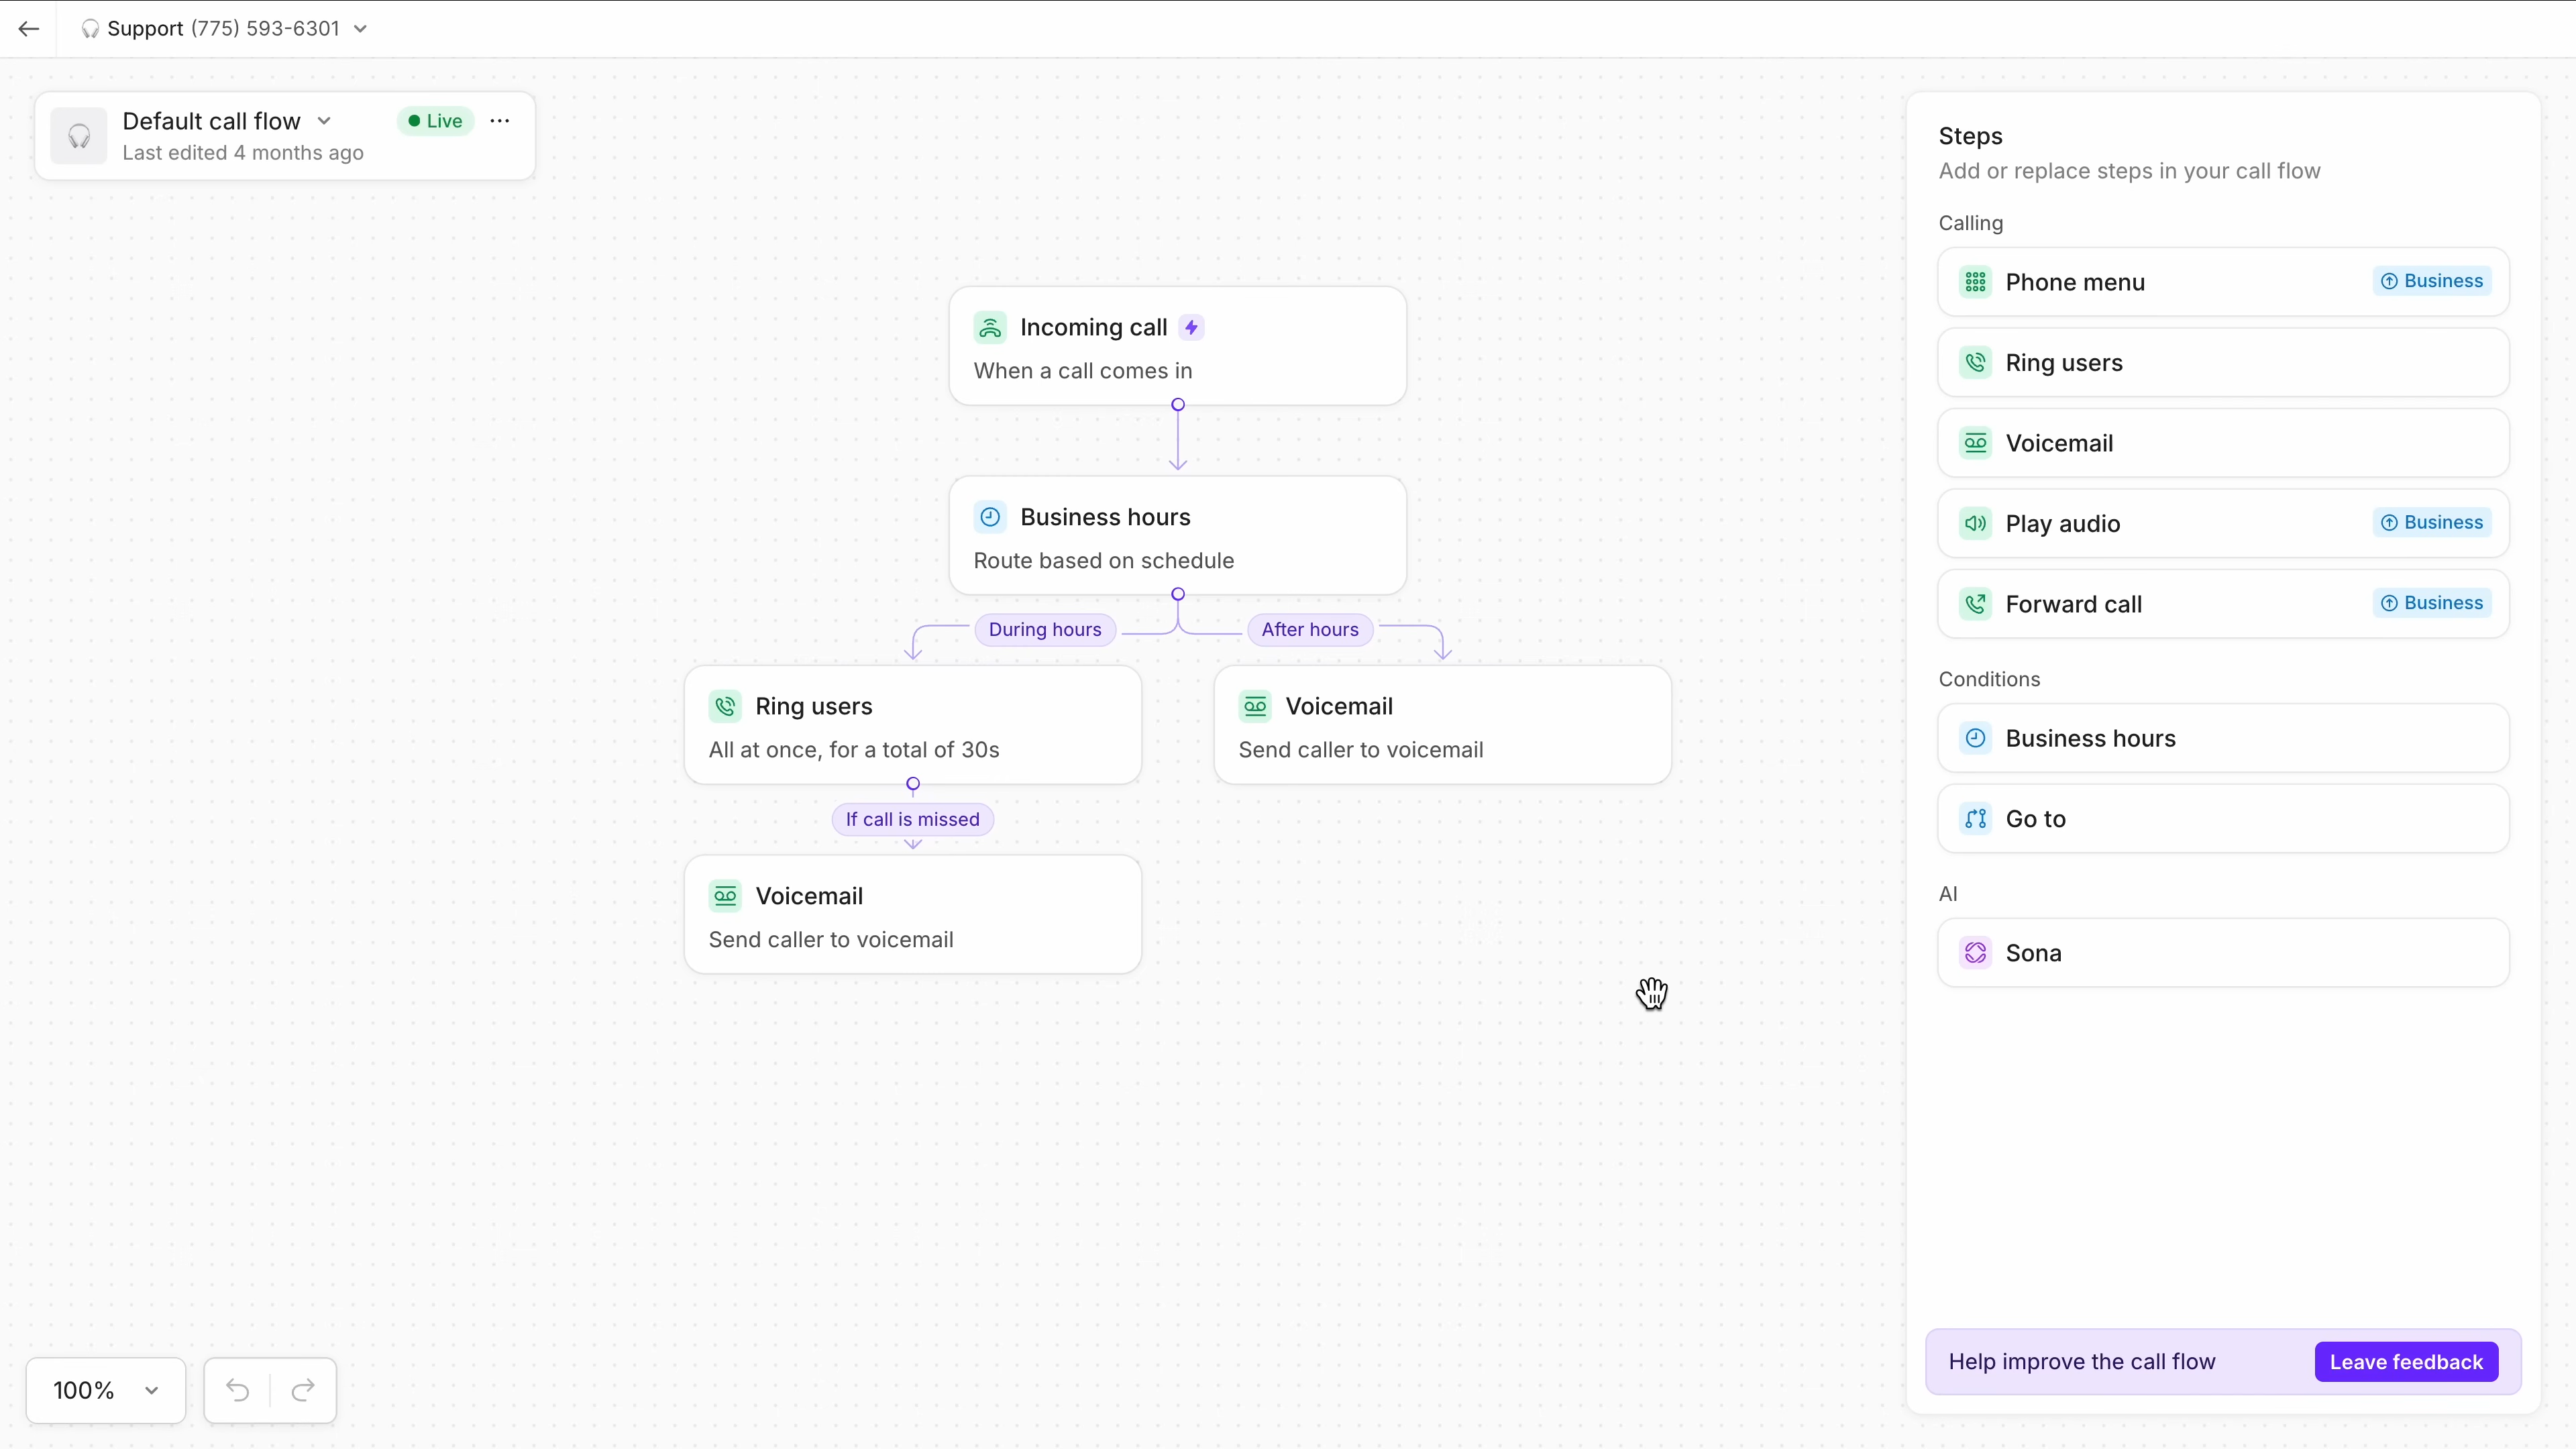 Support (775) 593-6301
Default call flow
Live
Last edited 4 months ago
Incoming call
When a call comes in
Business hours
Route based on schedule
During hours
After hours
Ring users
All at once, for a total of 30s
Voicemail
Send caller to voicemail
If call is missed
Voicemail
Send caller to voicemail
Steps
Add or replace steps in your call flow
Calling
Phone menu
Business
Ring users
Voicemail
Play audio
Business
Forward call
Business
Conditions
Business hours
Go to
AI
Sona
Help improve the call flow
Leave feedback
100%